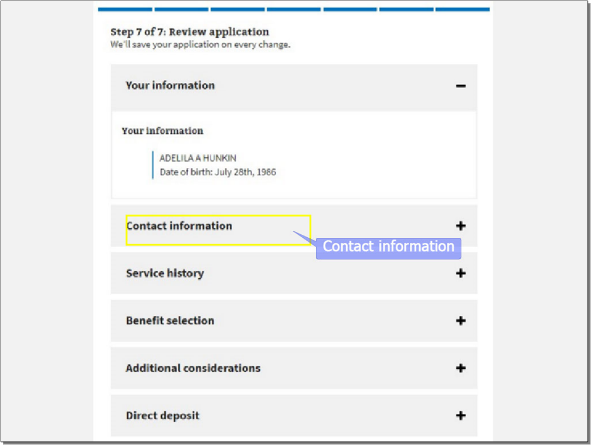 Step 7 of 7: Review application
We'll save your application on every change.
Your information
Your information
ADELILA A HUNKIN
Date of birth: July 28th, 1986
Contact information
Contact information
Service history
Benefit selection
Additional considerations
Direct deposit